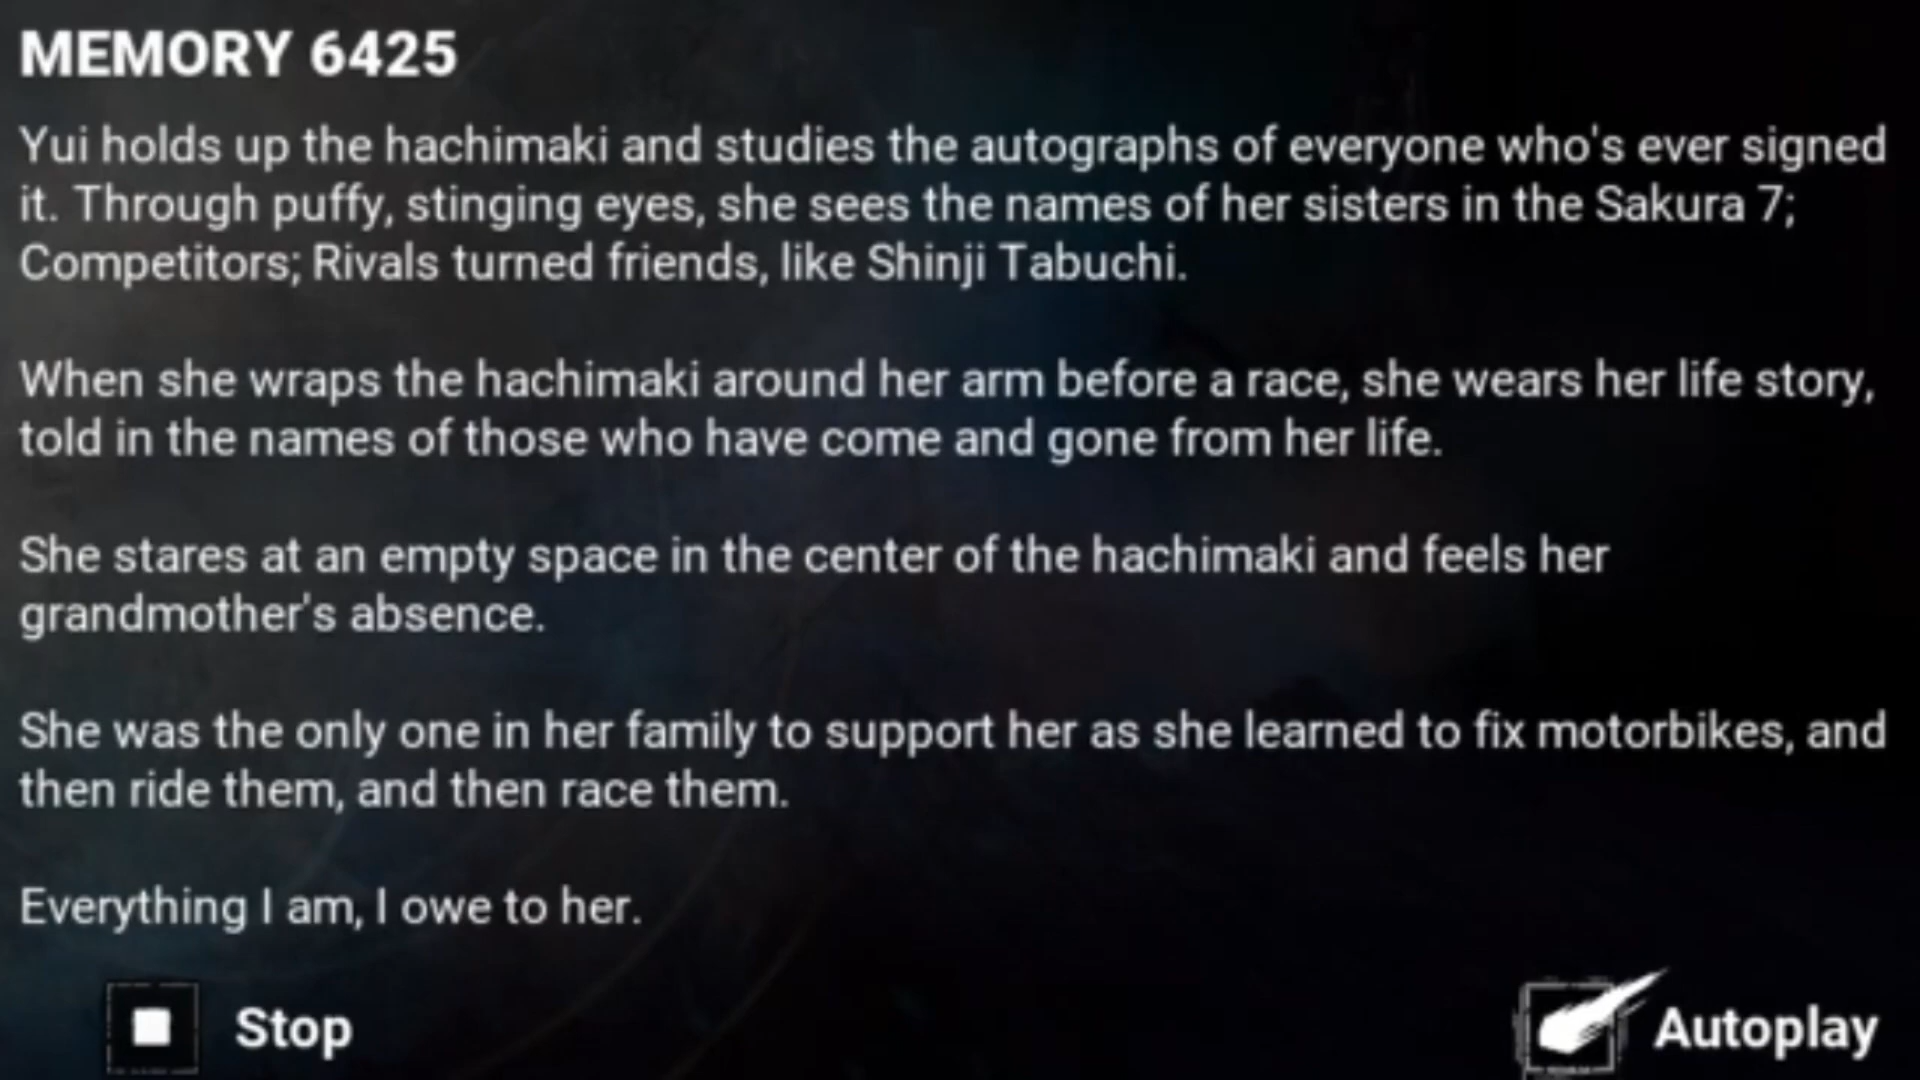 MEMORY 6425
Yui holds up the hachimaki and studies the autographs of everyone who's ever signed
it. Through puffy, stinging eyes, she sees the names of her sisters in the Sakura 7;
Competitors; Rivals turned friends, like Shinji Tabuchi.
When she wraps the hachimaki around her arm before a race, she wears her life story,
told in the names of those who have come and gone from her life.
She stares at an empty space in the center of the hachimaki and feels her
grandmother's absence.
She was the only one in her family to support her as she learned to fix motorbikes, and
then ride them, and then race them.
Everything I am, I owe to her.
Stop
Autoplay